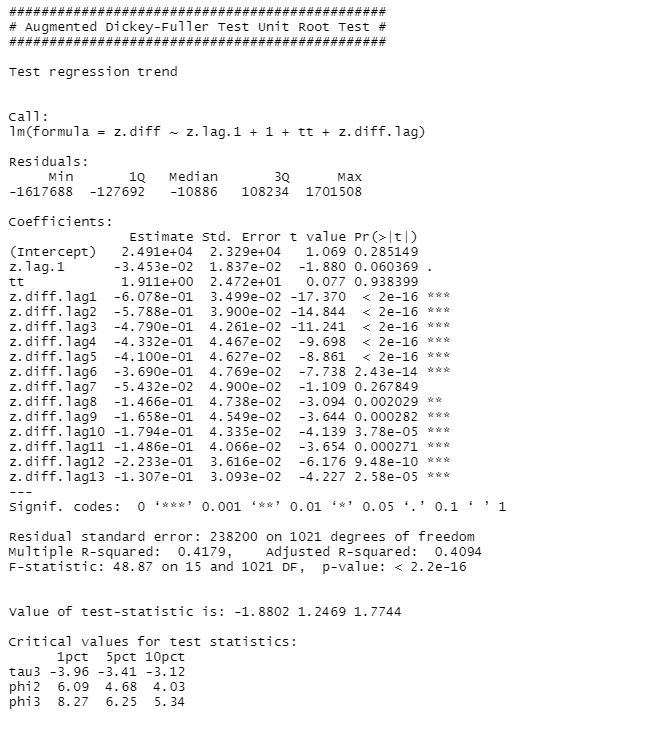 ###############################################
# Augmented Dickey-Fuller Test Unit Root Test #
###############################################
Test regression trend
Call:
lm(formula = z.diff ~ z.lag.1 + 1 + tt + z.diff.lag)
Residuals:
     Min       1Q   Median       3Q      Max
-1617688  -127692   -10886   108234  1701508
Coefficients:
               Estimate Std. Error t value Pr(>|t|)
(Intercept)   2.491e+04  2.329e+04   1.069 0.285149
z.lag.1      -3.453e-02  1.837e-02  -1.880 0.060369 .
tt            1.911e+00  2.472e+01   0.077 0.938399
z.diff.lag1  -6.078e-01  3.499e-02 -17.370  < 2e-16 ***
z.diff.lag2  -5.788e-01  3.900e-02 -14.844  < 2e-16 ***
z.diff.lag3  -4.790e-01  4.261e-02 -11.241  < 2e-16 ***
z.diff.lag4  -4.332e-01  4.467e-02  -9.698  < 2e-16 ***
z.diff.lag5  -4.100e-01  4.627e-02  -8.861  < 2e-16 ***
z.diff.lag6  -3.690e-01  4.769e-02  -7.738 2.43e-14 ***
z.diff.lag7  -5.432e-02  4.900e-02  -1.109 0.267849
z.diff.lag8  -1.466e-01  4.738e-02  -3.094 0.002029 **
z.diff.lag9  -1.658e-01  4.549e-02  -3.644 0.000282 ***
z.diff.lag10 -1.794e-01  4.335e-02  -4.139 3.78e-05 ***
z.diff.lag11 -1.486e-01  4.066e-02  -3.654 0.000271 ***
z.diff.lag12 -2.233e-01  3.616e-02  -6.176 9.48e-10 ***
z.diff.lag13 -1.307e-01  3.093e-02  -4.227 2.58e-05 ***
---
Signif. codes:  0 ‘***’ 0.001 ‘**’ 0.01 ‘*’ 0.05 ‘.’ 0.1 ‘ ’ 1
Residual standard error: 238200 on 1021 degrees of freedom
Multiple R-squared:  0.4179,    Adjusted R-squared:  0.4094
F-statistic: 48.87 on 15 and 1021 DF,  p-value: < 2.2e-16
Value of test-statistic is: -1.8802 1.2469 1.7744
Critical values for test statistics:
      1pct  5pct 10pct
tau3 -3.96 -3.41 -3.12
phi2  6.09  4.68  4.03
phi3  8.27  6.25  5.34